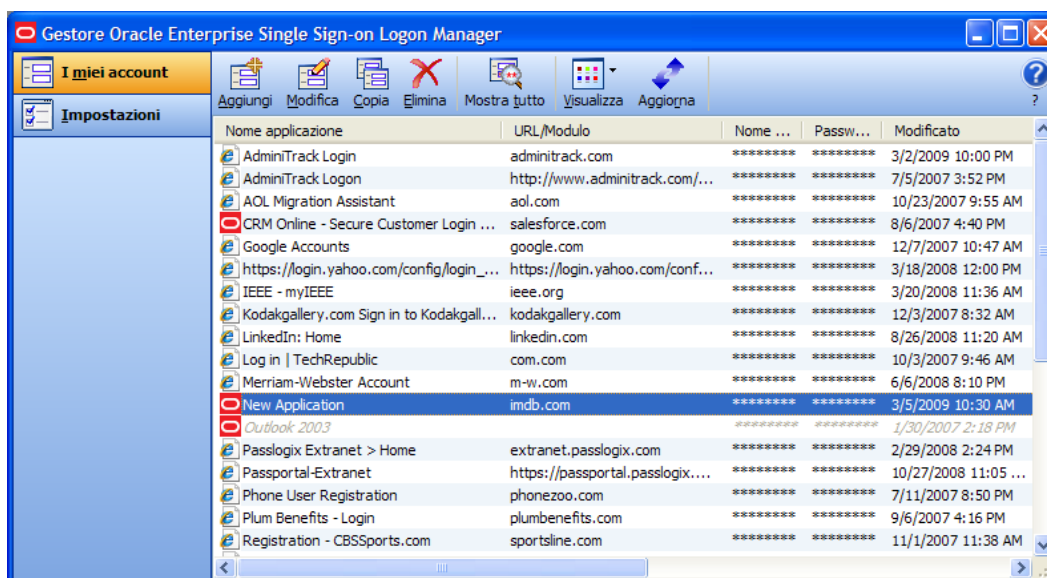 Gestore Oracle Enterprise Single Sign-on Logon Manager
I miei account
Impostazioni
Aggiungi Modifica Copia Elimina Mostra tutto Visualizza Aggiorna ?
Nome applicazione URL/Modulo Nome ... Passw... Modificato
AdminiTrack Login adminitrack.com ******** ******** 3/2/2009 10:00 PM
AdminiTrack Logon http://www.adminitrack.com/... ******** ******** 7/5/2007 3:52 PM
AOL Migration Assistant aol.com ******** ******** 10/23/2007 9:55 AM
CRM Online - Secure Customer Login ... salesforce.com ******** ******** 8/6/2007 4:40 PM
Google Accounts google.com ******** ******** 12/7/2007 10:47 AM
https://login.yahoo.com/config/login_... https://login.yahoo.com/conf... ******** ******** 3/18/2008 12:00 PM
IEEE - myIEEE ieee.org ******** ******** 3/20/2008 11:36 AM
Kodakgallery.com Sign in to Kodakgall... kodakgallery.com ******** ******** 12/3/2007 8:32 AM
LinkedIn: Home linkedin.com ******** ******** 8/26/2008 11:20 AM
Log in | TechRepublic com.com ******** ******** 10/3/2007 9:46 AM
Merriam-Webster Account m-w.com ******** ******** 6/6/2008 8:10 PM
New Application imdb.com ******** ******** 3/5/2009 10:30 AM
Outlook 2003 ******** ******** 1/30/2007 2:18 PM
Passlogix Extranet > Home extranet.passlogix.com ******** ******** 2/29/2008 2:24 PM
Passportal-Extranet https://passportal.passlogix.... ******** ******** 10/27/2008 11:05 ...
Phone User Registration phonezoo.com ******** ******** 7/11/2007 8:50 PM
Plum Benefits - Login plumbenefits.com ******** ******** 9/6/2007 4:16 PM
Registration - CBSSports.com sportsline.com ******** ******** 11/1/2007 11:38 AM